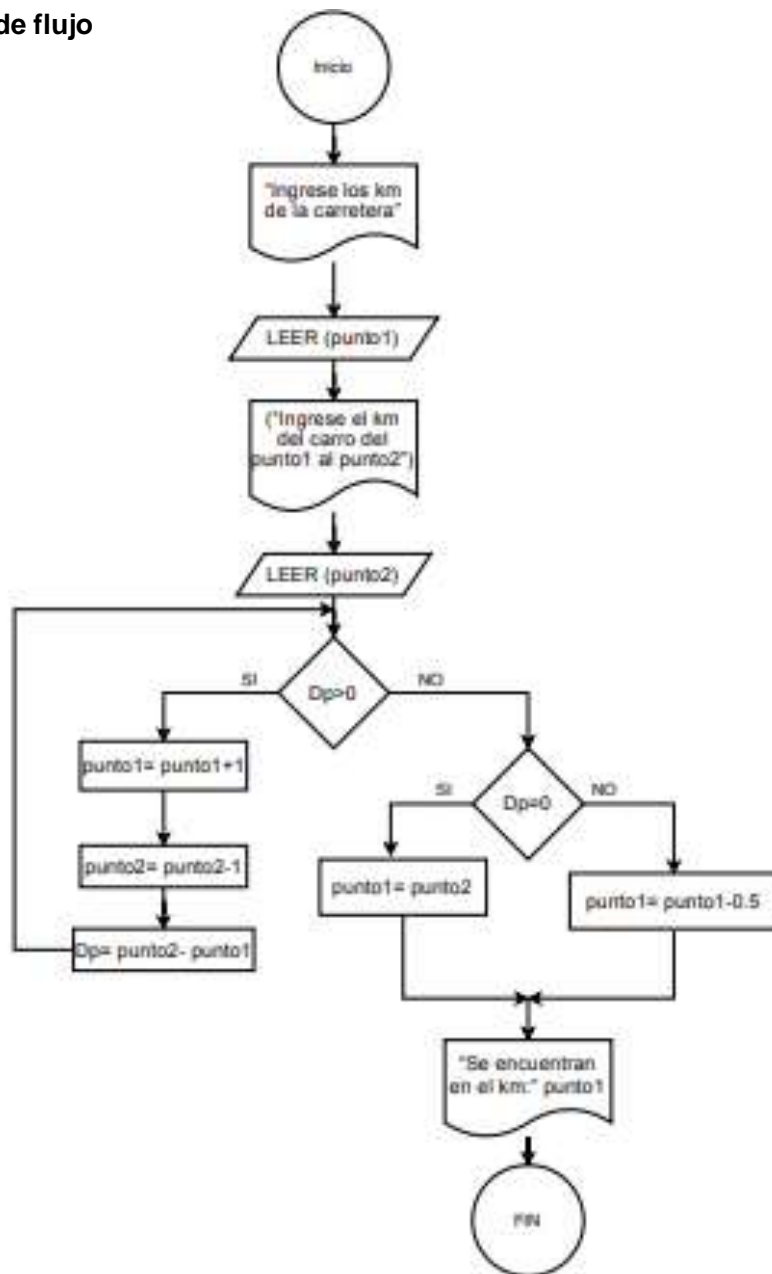 de flujo
Inicio
"Ingrese los km
de la carretera"
LEER (punto1)
("Ingrese el km
del carro del
punto1 al punto2")
LEER (punto2)
SI
Dp>0
NO
punto1= punto1+1
SI
Dp=0
NO
punto2= punto2-1
punto1= punto2
punto1= punto1-0.5
Dp= punto2- punto1
"Se encuentran
en el km:" punto1
FIN